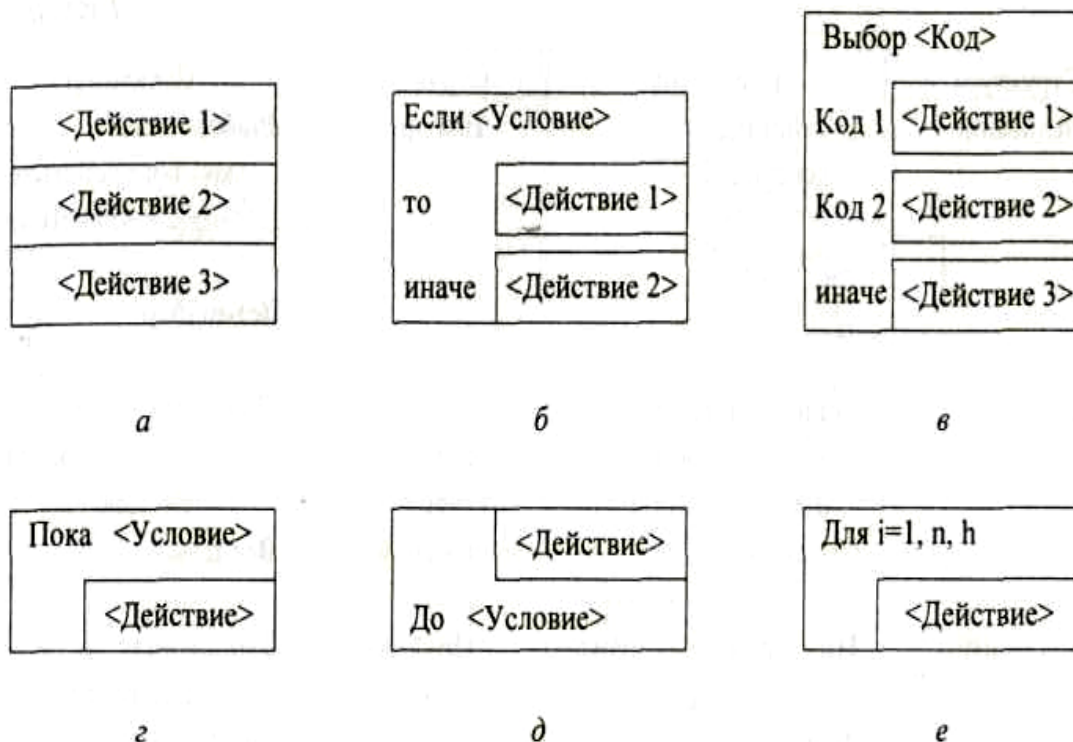 <Действие 1>
<Действие 2>
<Действие 3>
а
Если <Условие>
то <Действие 1>
иначе <Действие 2>
б
Выбор <Код>
Код 1 <Действие 1>
Код 2 <Действие 2>
иначе <Действие 3>
в
Пока <Условие>
<Действие>
г
<Действие>
До <Условие>
д
Для i=1, n, h
<Действие>
е